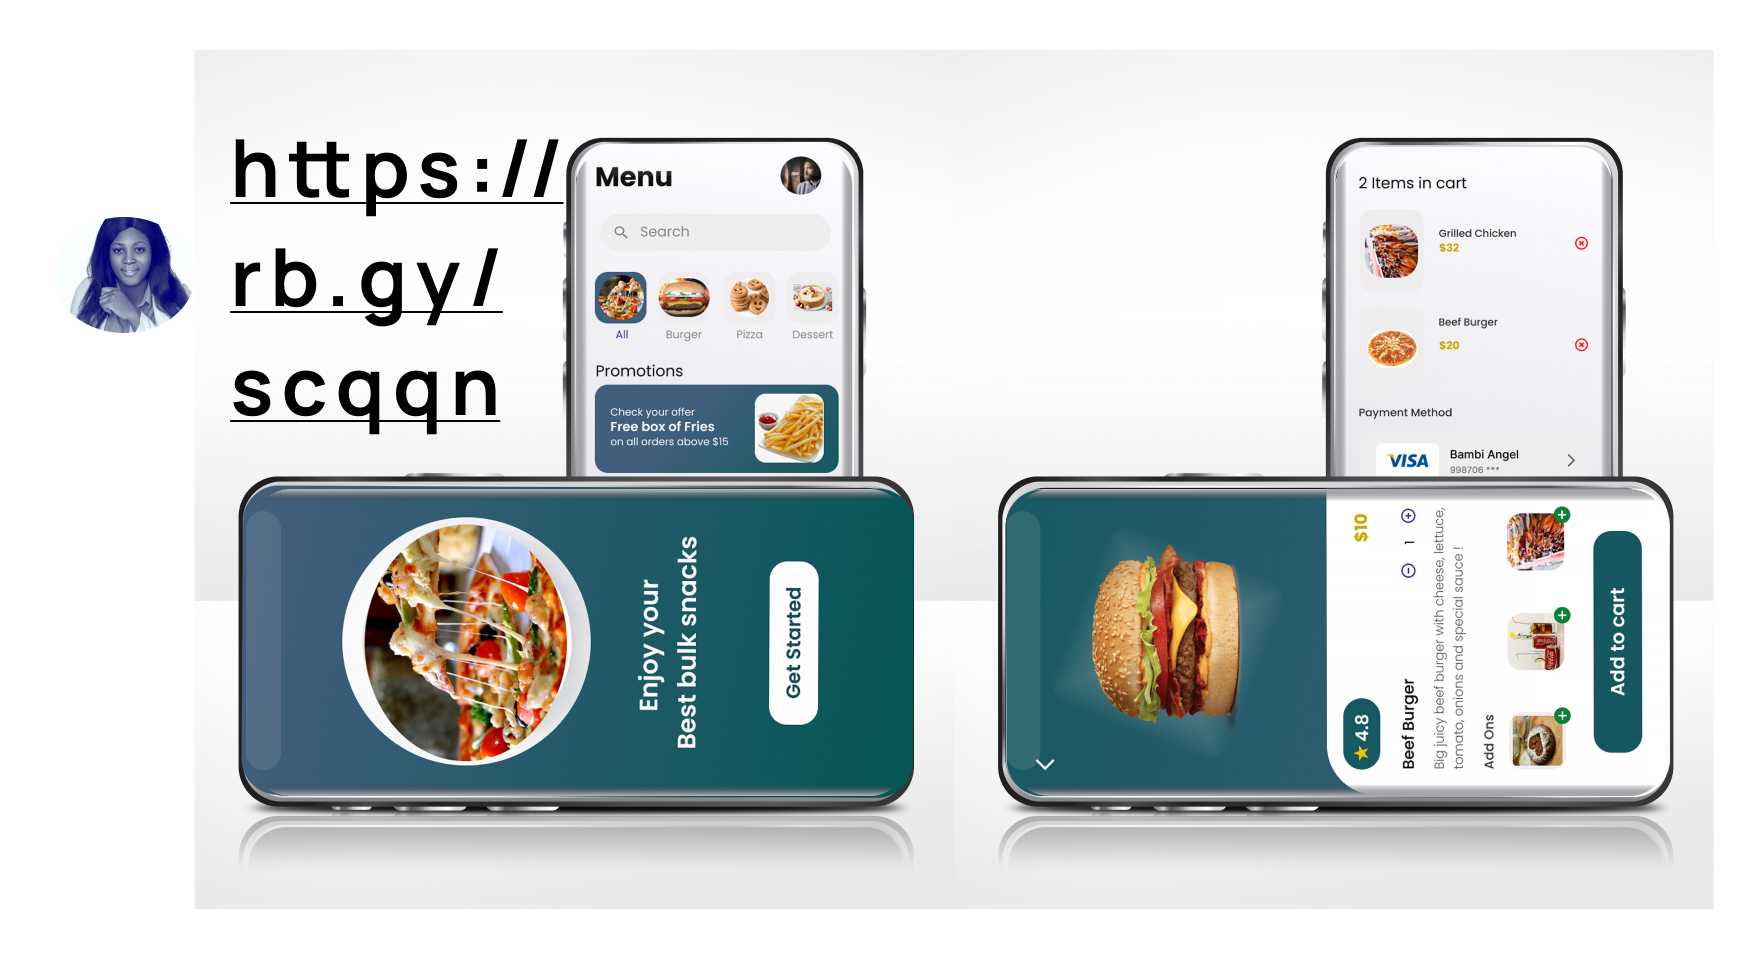 https://
rb.gy/
scqqn
Menu
Search
All
Burger
Pizza
Dessert
Promotions
Check your offer
Free box of Fries
on all orders above $15
Enjoy your
Best bulk snacks
Get Started
2 Items in cart
Grilled Chicken
$32
Beef Burger
$20
Payment Method
VISA
Bambi Angel
998706 ***
4.8
$10
Beef Burger
1
Big juicy beef burger with cheese, lettuce,
tomato, onions and special sauce !
Add Ons
Add to cart